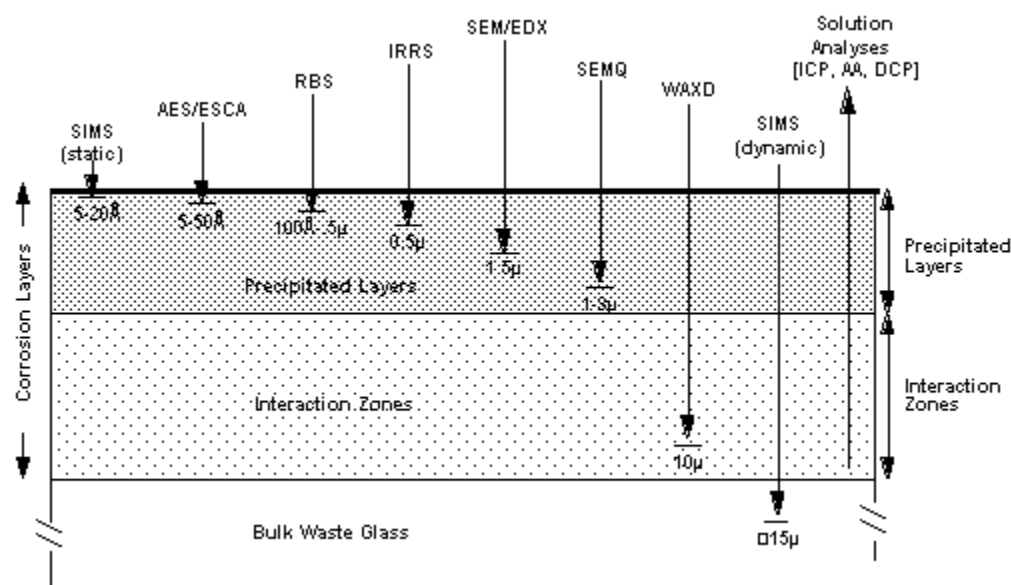 Solution
Analyses
[ICP, AA, DCP]
SEM/EDX
IRRS
SEMQ
RBS
WAXD
AES/ESCA
SIMS
(dynamic)
SIMS
(static)
5-20Å
5-50Å
100Å-.5µ
0.5µ
1.5µ
1-3µ
Precipitated Layers
Precipitated
Layers
Corrosion Layers
Interaction Zones
Interaction
Zones
10µ
□15µ
Bulk Waste Glass